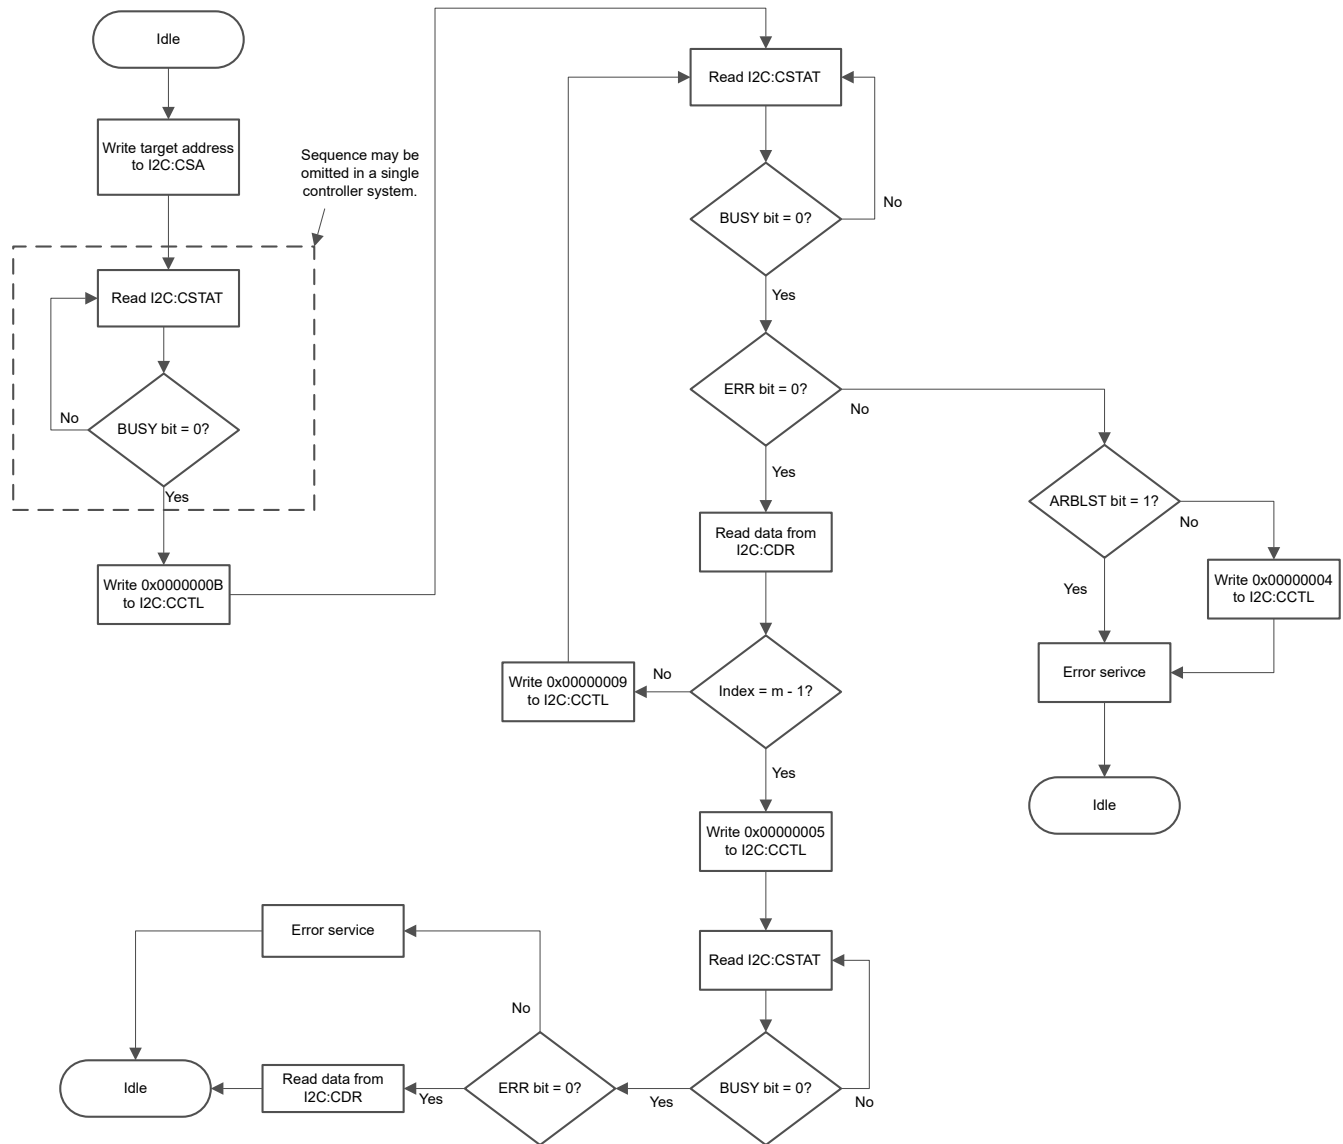 Idle
Write target address
to I2C:CSA
Sequence may be
omitted in a single
controller system.
Read I2C:CSTAT
No
BUSY bit = 0?
Yes
Write 0x0000000B
to I2C:CCTL
Read I2C:CSTAT
BUSY bit = 0?
No
Yes
ERR bit = 0?
No
Yes
Read data from
I2C:CDR
Index = m - 1?
No
Write 0x00000009
to I2C:CCTL
Yes
Write 0x00000005
to I2C:CCTL
Read I2C:CSTAT
BUSY bit = 0?
No
Yes
ERR bit = 0?
No
Error service
Yes
Read data from
I2C:CDR
Idle
ARBLST bit = 1?
No
Write 0x00000004
to I2C:CCTL
Yes
Error serivce
Idle